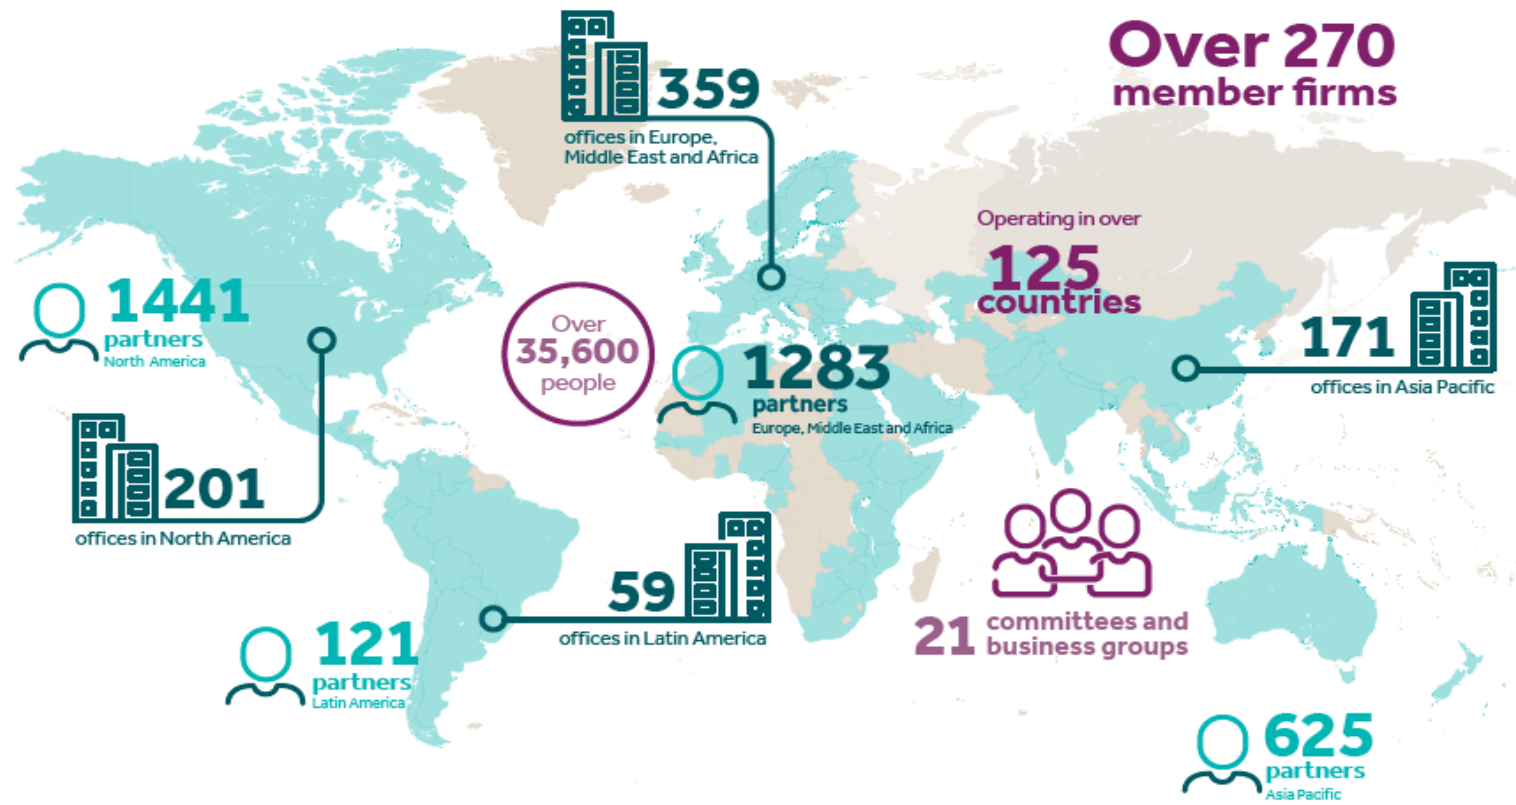 Over 270
member firms
359
offices in Europe,
Middle East and Africa
Operating in over
125
countries
1441
partners
North America
Over
35,600
people
1283
partners
Europe, Middle East and Africa
171
offices in Asia Pacific
201
offices in North America
59
offices in Latin America
21 committees and
business groups
121
partners
Latin America
625
partners
Asia Pacific